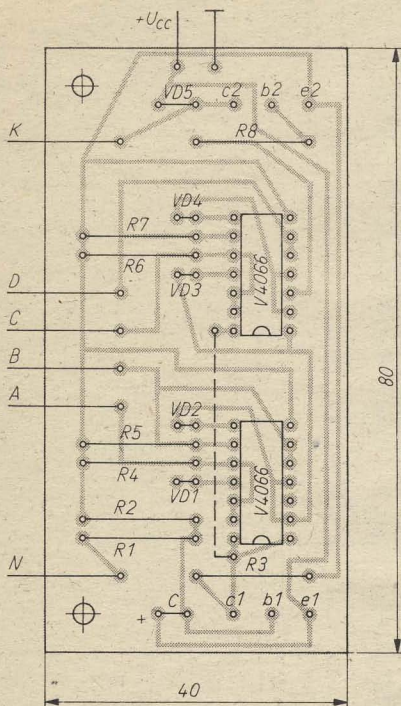 +Ucc
VD5 c2 b2 e2
K
R8
VD4
R7
R6
V4066
VD3
D
C
B
A
80
VD2
R5
R4
V4066
VD1
R2
R1
R3
N
+ C c1 b1 e1
40